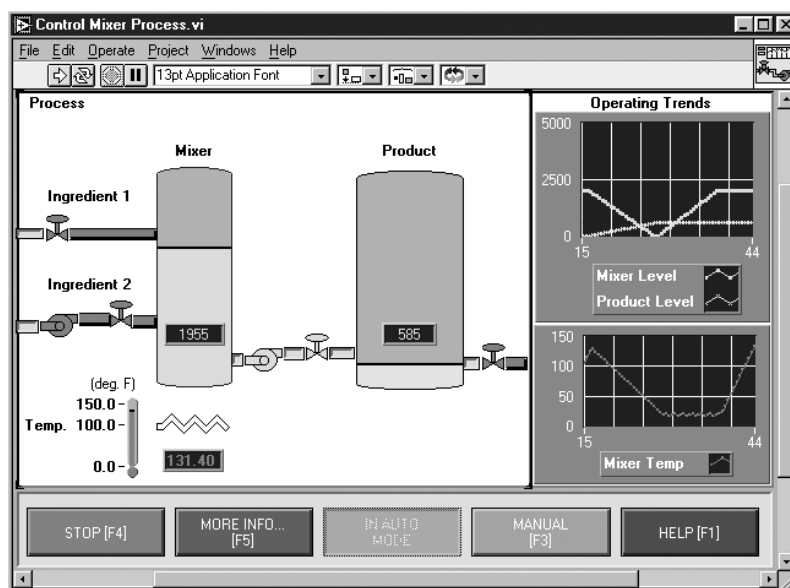 Control Mixer Process.vi
File Edit Operate Project Windows Help
13pt Application Font
Process
Mixer
Product
Ingredient 1
Ingredient 2
1955
585
(deg. F)
150.0
Temp. 100.0
0.0
131.40
Operating Trends
5000
2500
0
15 44
Mixer Level
Product Level
150
100
50
0
15 44
Mixer Temp
STOP [F4]
MORE INFO...
[F5]
IN AUTO
MODE
MANUAL
[F3]
HELP [F1]